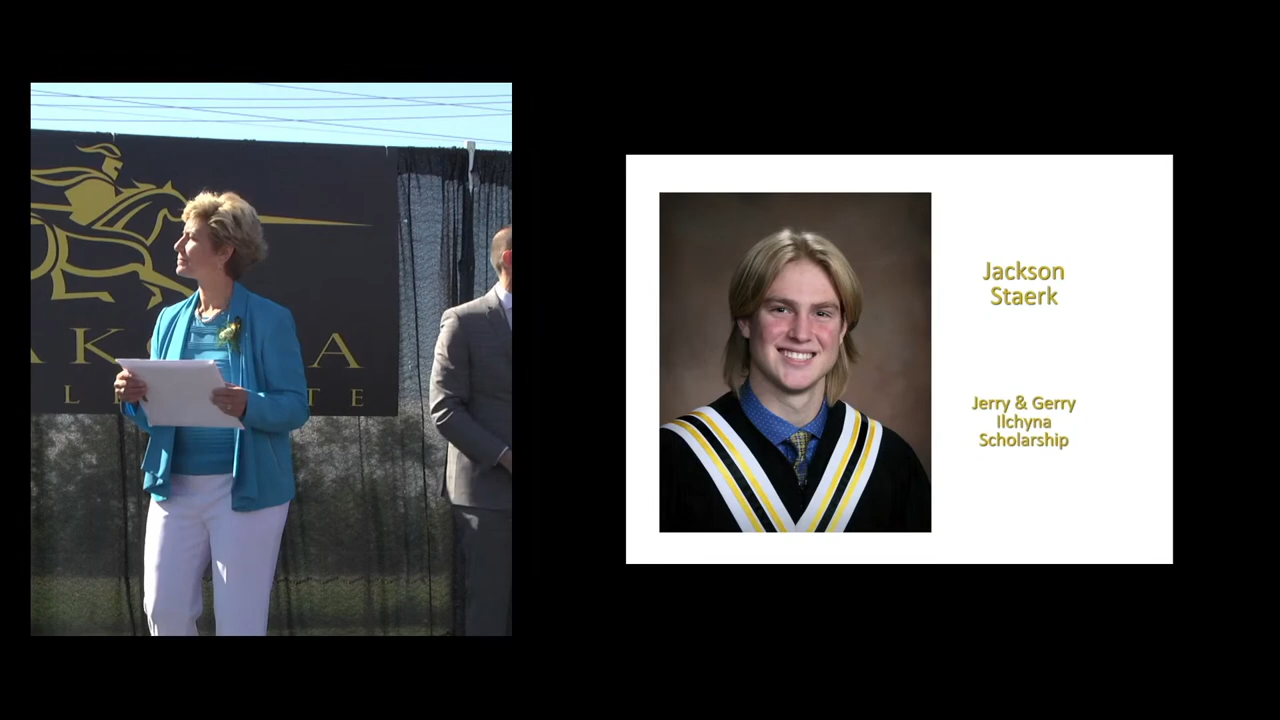 Jackson
Staerk
Jerry & Gerry
Ilchyna
Scholarship